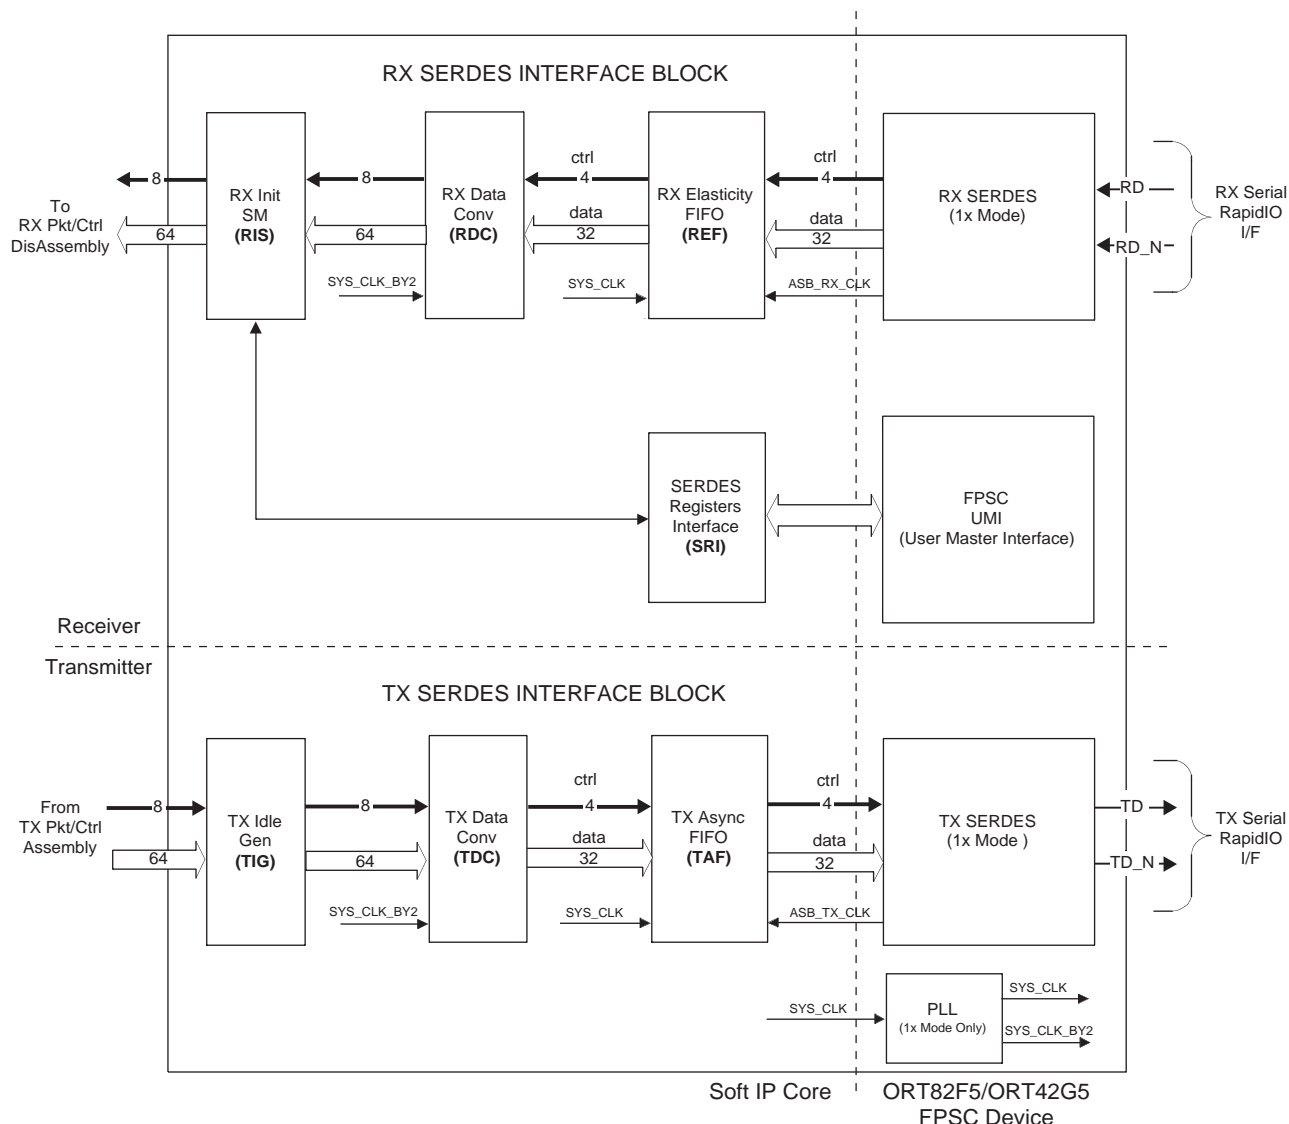 RX SERDES INTERFACE BLOCK
RX Init
SM
(RIS)
RX Data
Conv
(RDC)
RX Elasticity
FIFO
(REF)
RX SERDES
(1x Mode)
8
8
ctrl
4
ctrl
4
64
64
data
32
data
32
To
RX Pkt/Ctrl
DisAssembly
SYS_CLK_BY2
SYS_CLK
ASB_RX_CLK
RD
RD_N
RX Serial
RapidIO
I/F
SERDES
Registers
Interface
(SRI)
FPSC
UMI
(User Master Interface)
Receiver
Transmitter
TX SERDES INTERFACE BLOCK
From
TX Pkt/Ctrl
Assembly
8
64
TX Idle
Gen
(TIG)
8
64
TX Data
Conv
(TDC)
ctrl
4
data
32
TX Async
FIFO
(TAF)
ctrl
4
data
32
TX SERDES
(1x Mode )
SYS_CLK_BY2
SYS_CLK
ASB_TX_CLK
TD
TD_N
TX Serial
RapidIO
I/F
SYS_CLK
PLL
(1x Mode Only)
SYS_CLK
SYS_CLK_BY2
Soft IP Core
ORT82F5/ORT42G5
FPSC Device